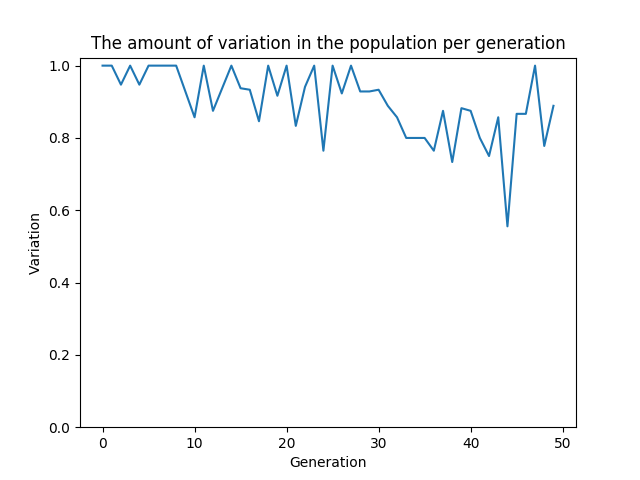 The amount of variation in the population per generation
1.0
0.8
0.6
0.4
0.2
0.0
Variation
0 10 20 30 40 50
Generation